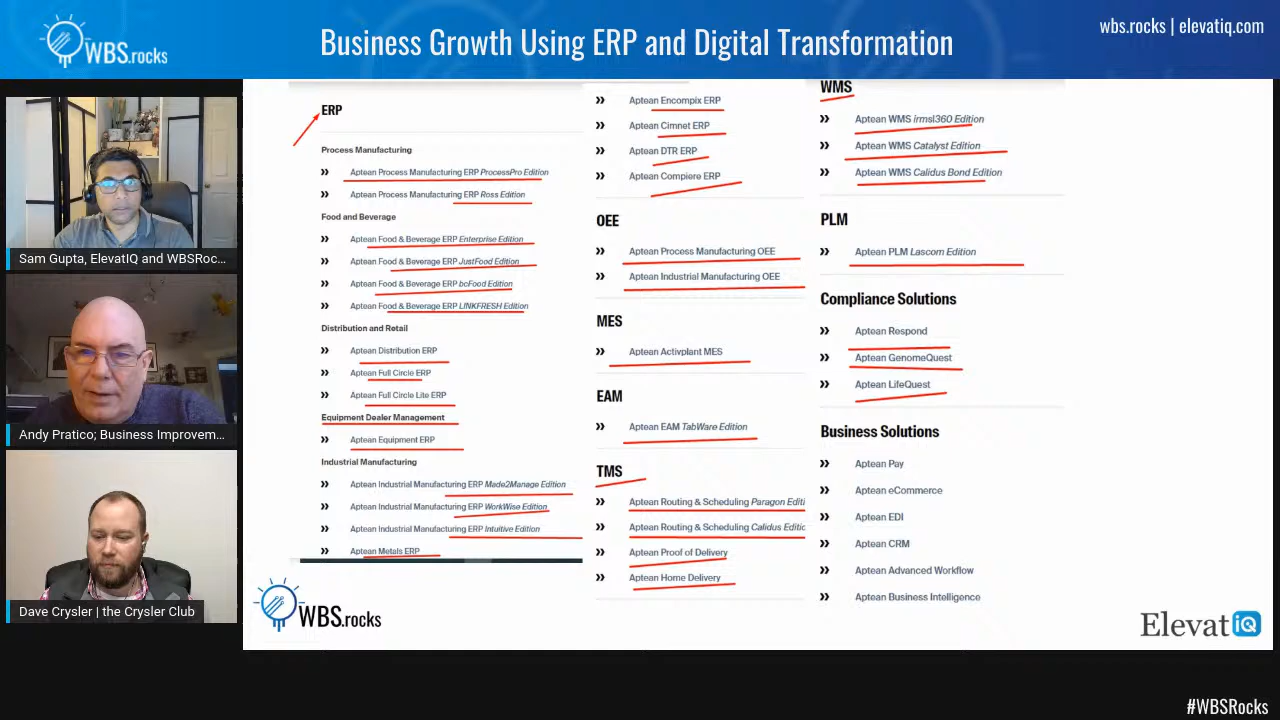 WBS.rocks
Business Growth Using ERP and Digital Transformation
wbs.rocks | elevatiq.com
Sam Gupta, ElevatIQ and WBSRoc...
Andy Pratico; Business Improvem...
Dave Crysler | the Crysler Club
ERP
Process Manufacturing
» Aptean Process Manufacturing ERP ProcessPro Edition
» Aptean Process Manufacturing ERP Ross Edition
Food and Beverage
» Aptean Food & Beverage ERP Enterprise Edition
» Aptean Food & Beverage ERP JustFood Edition
» Aptean Food & Beverage ERP bcFood Edition
» Aptean Food & Beverage ERP LINKFRESH Edition
Distribution and Retail
» Aptean Distribution ERP
» Aptean Full Circle ERP
» Aptean Full Circle Lite ERP
Equipment Dealer Management
» Aptean Equipment ERP
Industrial Manufacturing
» Aptean Industrial Manufacturing ERP Made2Manage Edition
» Aptean Industrial Manufacturing ERP WorkWise Edition
» Aptean Industrial Manufacturing ERP Intuitive Edition
» Aptean Metals ERP
» Aptean Encompix ERP
» Aptean Cimnet ERP
» Aptean DTR ERP
» Aptean Compiere ERP
OEE
» Aptean Process Manufacturing OEE
» Aptean Industrial Manufacturing OEE
MES
» Aptean Activplant MES
EAM
» Aptean EAM TabWare Edition
TMS
» Aptean Routing & Scheduling Paragon Editi
» Aptean Routing & Scheduling Calidus Editic
» Aptean Proof of Delivery
» Aptean Home Delivery
WMS
» Aptean WMS irms|360 Edition
» Aptean WMS Catalyst Edition
» Aptean WMS Calidus Bond Edition
PLM
» Aptean PLM Lascom Edition
Compliance Solutions
» Aptean Respond
» Aptean GenomeQuest
» Aptean LifeQuest
Business Solutions
» Aptean Pay
» Aptean eCommerce
» Aptean EDI
» Aptean CRM
» Aptean Advanced Workflow
» Aptean Business Intelligence
WBS.rocks
ElevatIQ
#WBSRocks